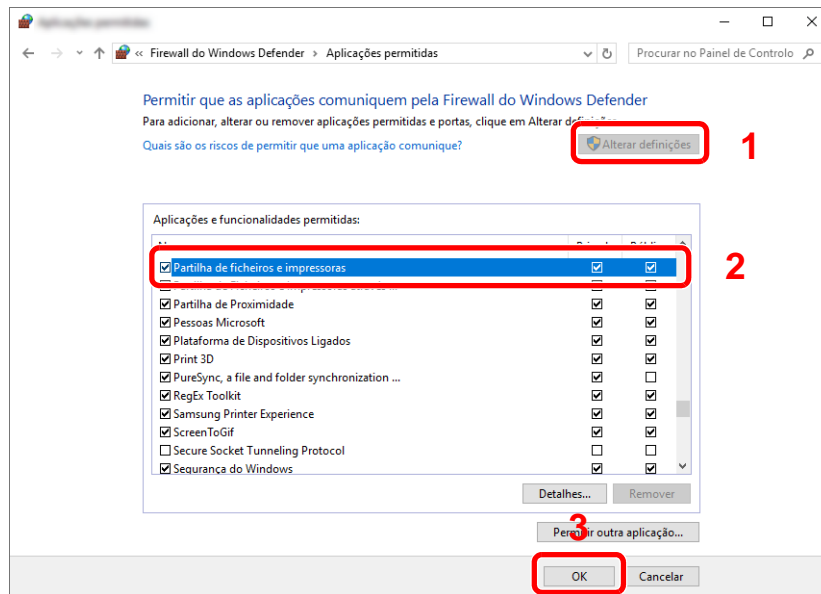 « Firewall do Windows Defender › Aplicações permitidas
Procurar no Painel de Controlo
Permitir que as aplicações comuniquem pela Firewall do Windows Defender
Para adicionar, alterar ou remover aplicações permitidas e portas, clique em Alterar definições.
Quais são os riscos de permitir que uma aplicação comunique?
Alterar definições
1
Aplicações e funcionalidades permitidas:
Partilha de ficheiros e impressoras
2
Partilha de Proximidade
Pessoas Microsoft
Plataforma de Dispositivos Ligados
Print 3D
PureSync, a file and folder synchronization ...
RegEx Toolkit
Samsung Printer Experience
ScreenToGif
Secure Socket Tunneling Protocol
Segurança do Windows
Detalhes...
Remover
3
Permitir outra aplicação...
OK
Cancelar